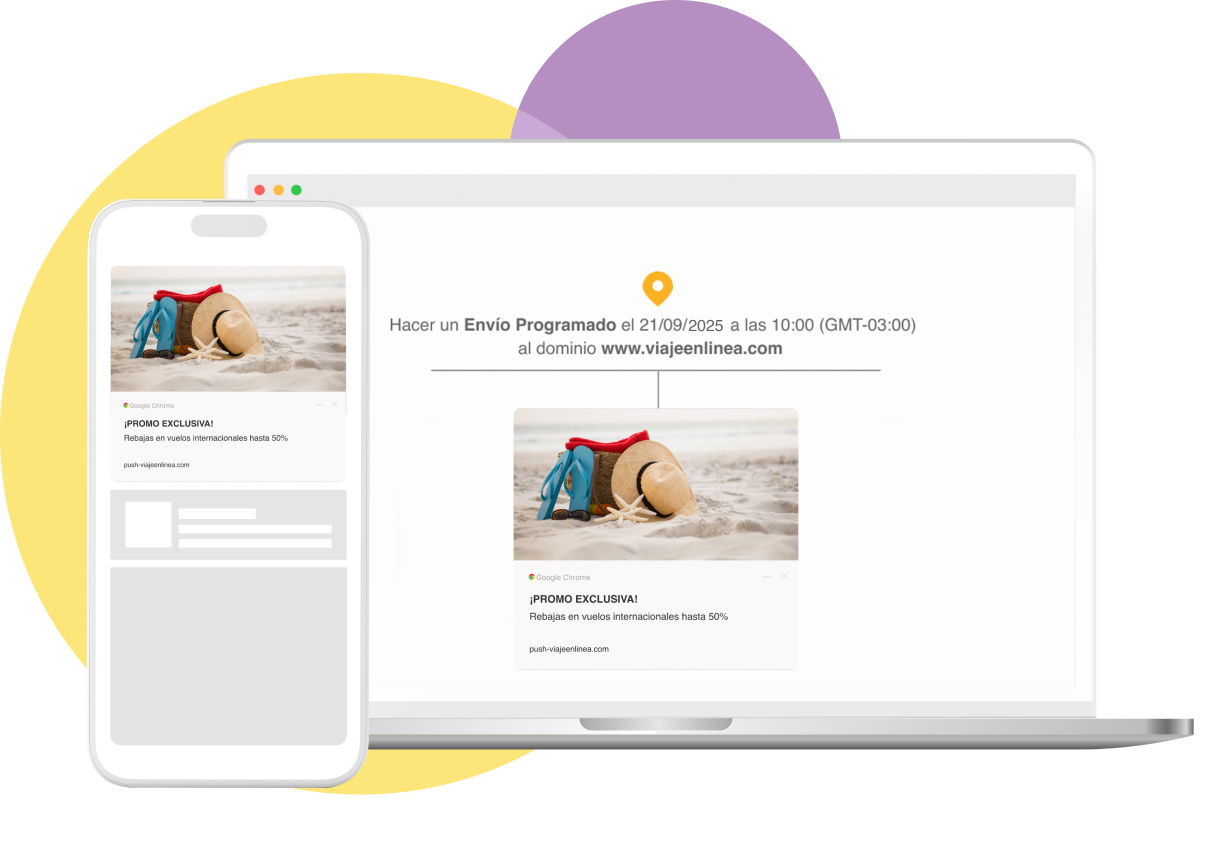 Hacer un Envío Programado el 21/09/2025 a las 10:00 (GMT-03:00)
al dominio www.viajeenlinea.com
Google Chrome
¡PROMO EXCLUSIVA!
Rebajas en vuelos internacionales hasta 50%
push-viajeenlinea.com
Google Chrome
¡PROMO EXCLUSIVA!
Rebajas en vuelos internacionales hasta 50%
push-viajeenlinea.com